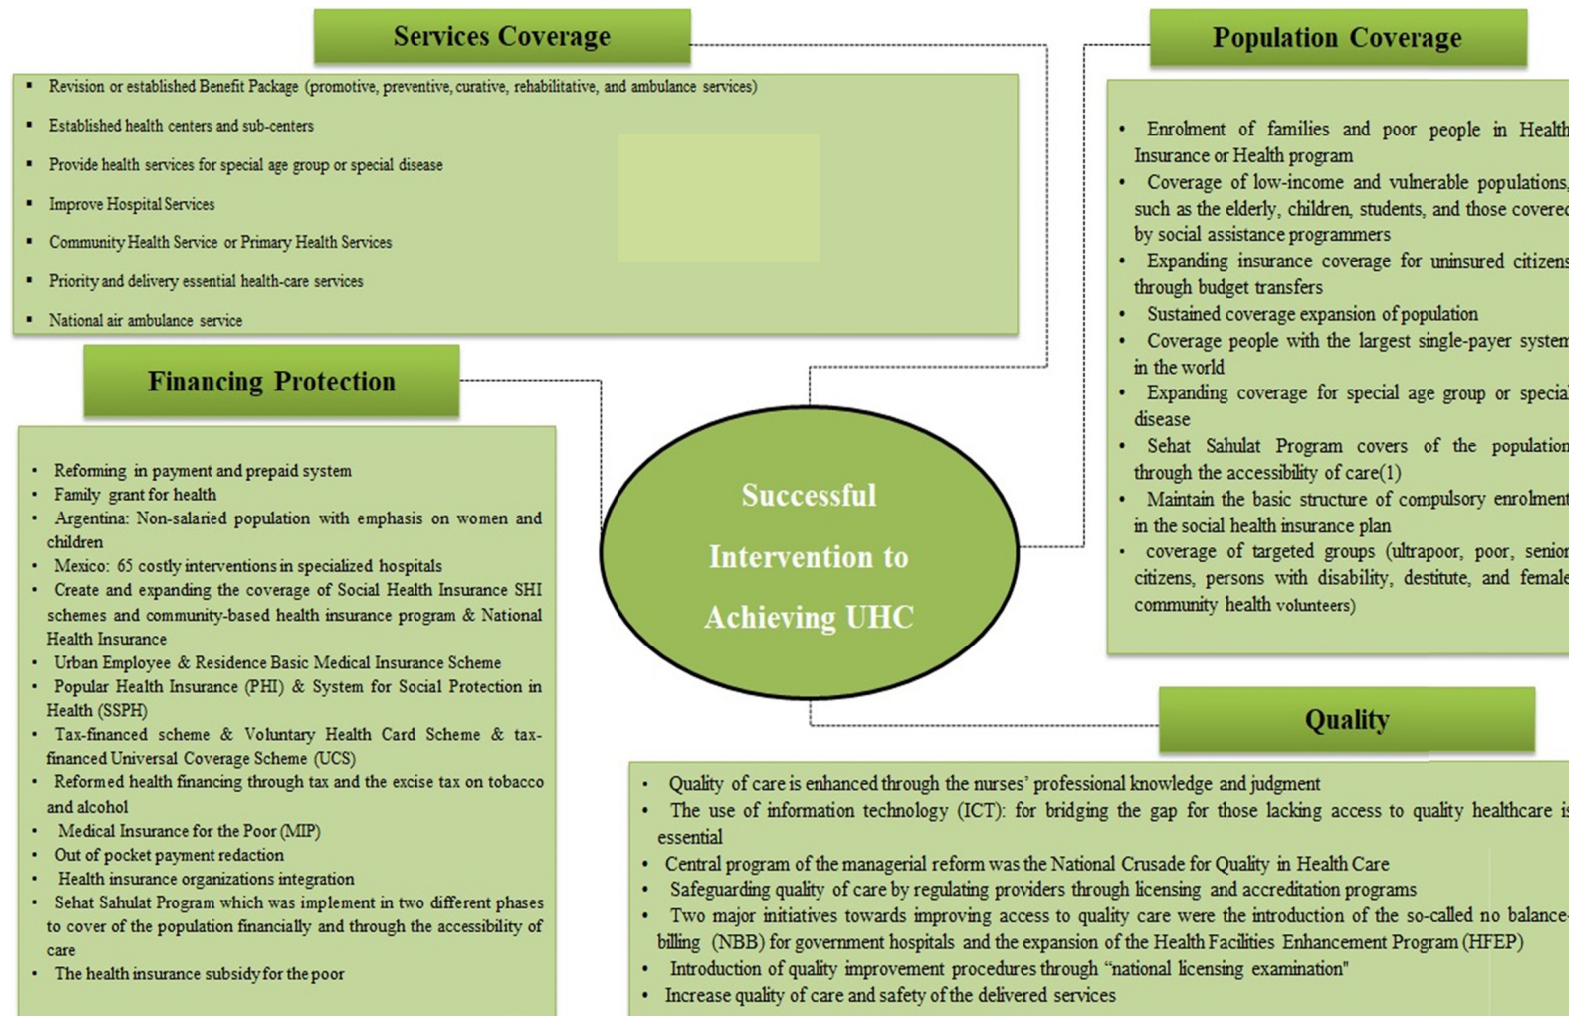 Services Coverage
▪ Revision or established Benefit Package (promotive, preventive, curative, rehabilitative, and ambulance services)
▪ Established health centers and sub-centers
▪ Provide health services for special age group or special disease
▪ Improve Hospital Services
▪ Community Health Service or Primary Health Services
▪ Priority and delivery essential health-care services
▪ National air ambulance service
Population Coverage
• Enrolment of families and poor people in Health
Insurance or Health program
• Coverage of low-income and vulnerable populations,
such as the elderly, children, students, and those covered
by social assistance programmers
• Expanding insurance coverage for uninsured citizens
through budget transfers
• Sustained coverage expansion of population
• Coverage people with the largest single-payer system
in the world
• Expanding coverage for special age group or special
disease
• Sehat Sahulat Program covers of the population
through the accessibility of care(1)
• Maintain the basic structure of compulsory enrolment
in the social health insurance plan
• coverage of targeted groups (ultrapoor, poor, senior
citizens, persons with disability, destitute, and female
community health volunteers)
Financing Protection
• Reforming in payment and prepaid system
• Family grant for health
• Argentina: Non-salaried population with emphasis on women and
children
• Mexico: 65 costly interventions in specialized hospitals
• Create and expanding the coverage of Social Health Insurance SHI
schemes and community-based health insurance program & National
Health Insurance
• Urban Employee & Residence Basic Medical Insurance Scheme
• Popular Health Insurance (PHI) & System for Social Protection in
Health (SSPH)
• Tax-financed scheme & Voluntary Health Card Scheme & tax-
financed Universal Coverage Scheme (UCS)
• Reformed health financing through tax and the excise tax on tobacco
and alcohol
• Medical Insurance for the Poor (MIP)
• Out of pocket payment redaction
• Health insurance organizations integration
• Sehat Sahulat Program which was implement in two different phases
to cover of the population financially and through the accessibility of
care
• The health insurance subsidy for the poor
Successful
Intervention to
Achieving UHC
Quality
• Quality of care is enhanced through the nurses' professional knowledge and judgment
• The use of information technology (ICT): for bridging the gap for those lacking access to quality healthcare is
essential
• Central program of the managerial reform was the National Crusade for Quality in Health Care
• Safeguarding quality of care by regulating providers through licensing and accreditation programs
• Two major initiatives towards improving access to quality care were the introduction of the so-called no balance-
billing (NBB) for government hospitals and the expansion of the Health Facilities Enhancement Program (HFEP)
• Introduction of quality improvement procedures through “national licensing examination"
• Increase quality of care and safety of the delivered services